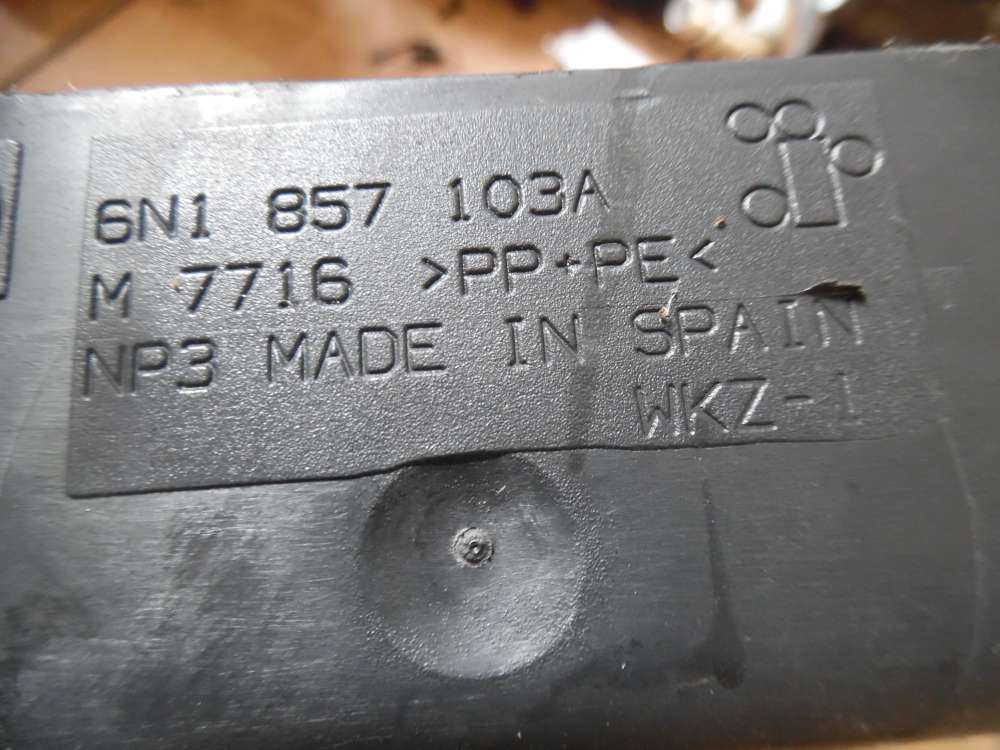 6N1 857 103A
M 7716 >PP+PE<
NP3 MADE IN SPAIN
WKZ-1